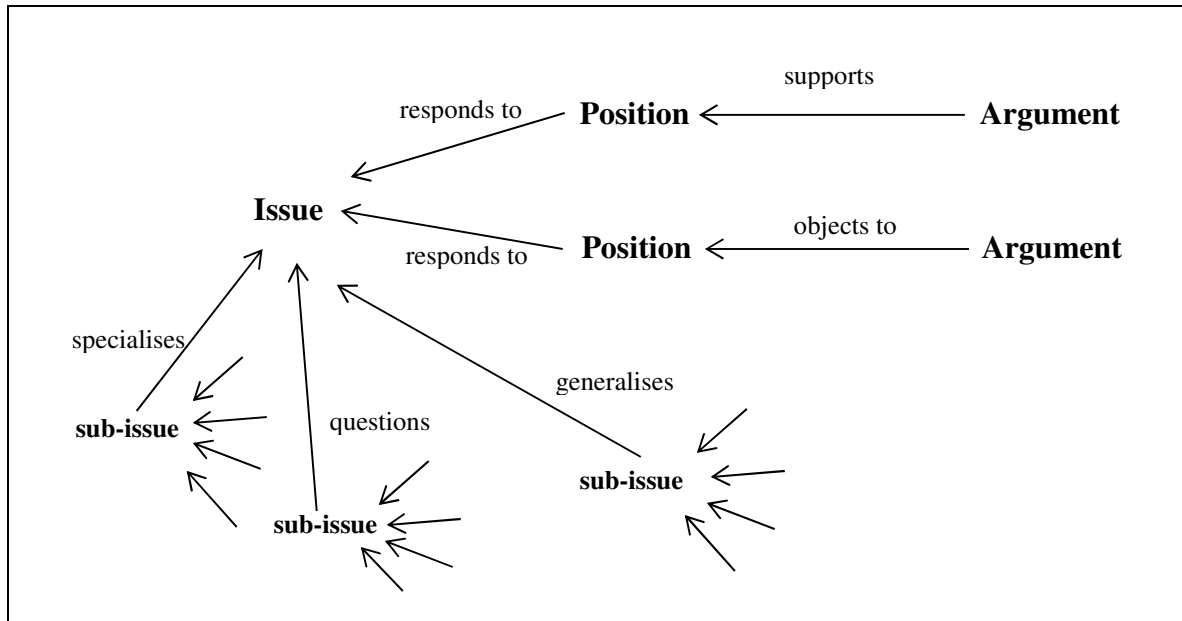 supports
responds to
Position
Argument
Issue
objects to
responds to
Position
Argument
specialises
generalises
sub-issue
questions
sub-issue
sub-issue